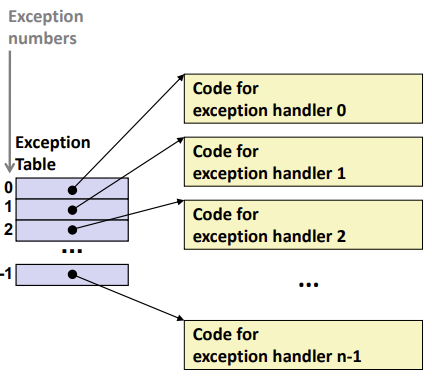 Exception
numbers
Exception
Table
0
1
2
...
-1
Code for
exception handler 0
Code for
exception handler 1
Code for
exception handler 2
...
Code for
exception handler n-1